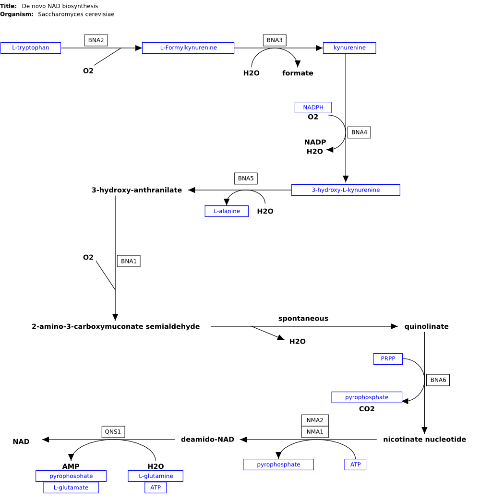 Title: De novo NAD biosynthesis
Organism: Saccharomyces cerevisiae
BNA2
BNA3
L-tryptophan
L-Formylkynurenine
kynurenine
O2
H2O
formate
NADPH
O2
BNA4
NADP
H2O
BNA5
3-hydroxy-anthranilate
3-hydroxy-L-kynurenine
L-alanine
H2O
O2
BNA1
spontaneous
2-amino-3-carboxymuconate semialdehyde
quinolinate
H2O
PRPP
BNA6
pyrophosphate
CO2
NMA2
QNS1
NMA1
NAD
deamido-NAD
nicotinate nucleotide
AMP
H2O
pyrophosphate
ATP
pyrophosphate
L-glutamine
L-glutamate
ATP